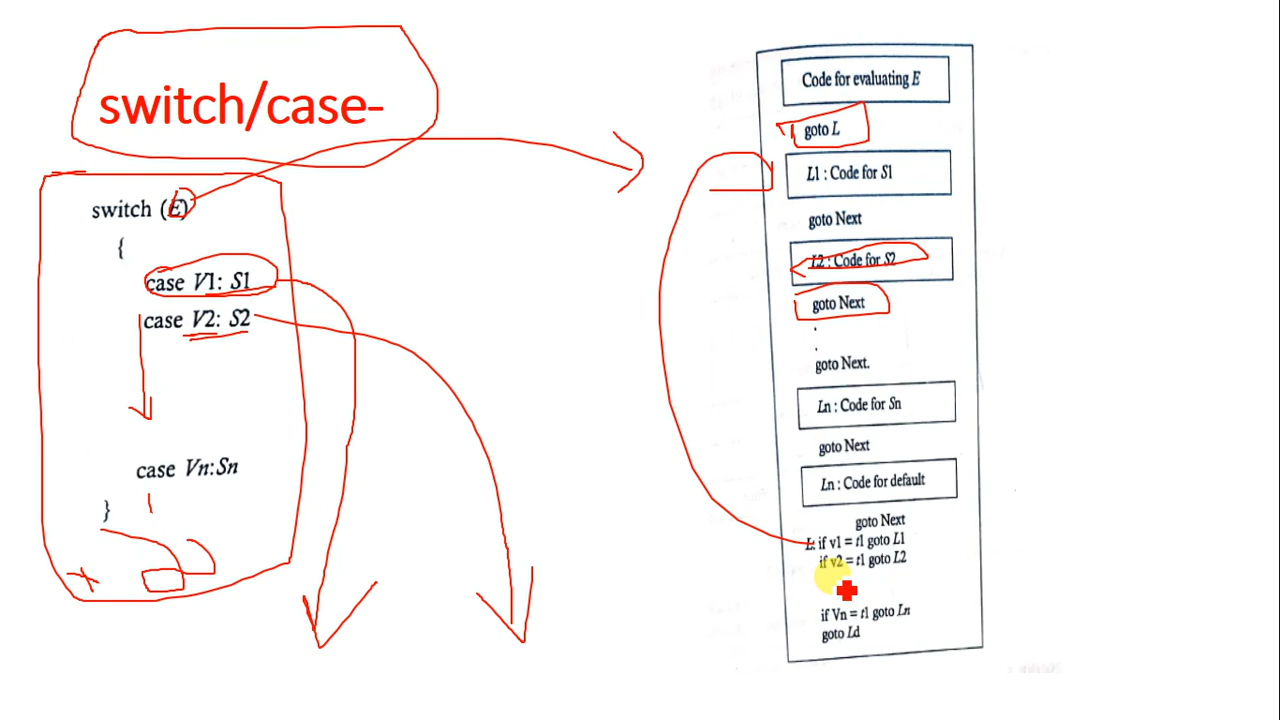 switch/case-
switch (E)
{
case V1: S1
case V2: S2
case Vn:Sn
}
Code for evaluating E
goto L
L1 : Code for S1
goto Next
L2 : Code for S2
goto Next
.
.
goto Next.
Ln : Code for Sn
goto Next
Ln : Code for default
goto Next
L: if v1 = t1 goto L1
if v2 = t1 goto L2
if Vn = t1 goto Ln
goto Ld